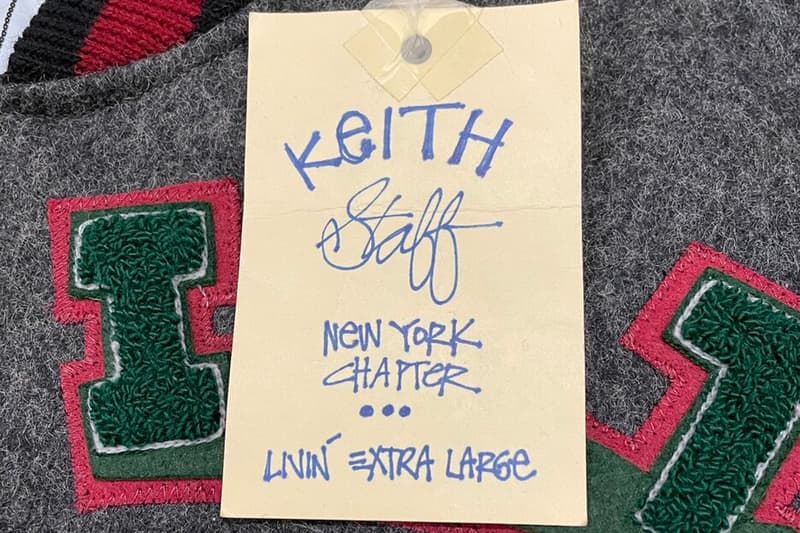 KeITH
Staff
NEW YORK
CHAPTER
•••
LIVIN' EXTRA LARGE
I